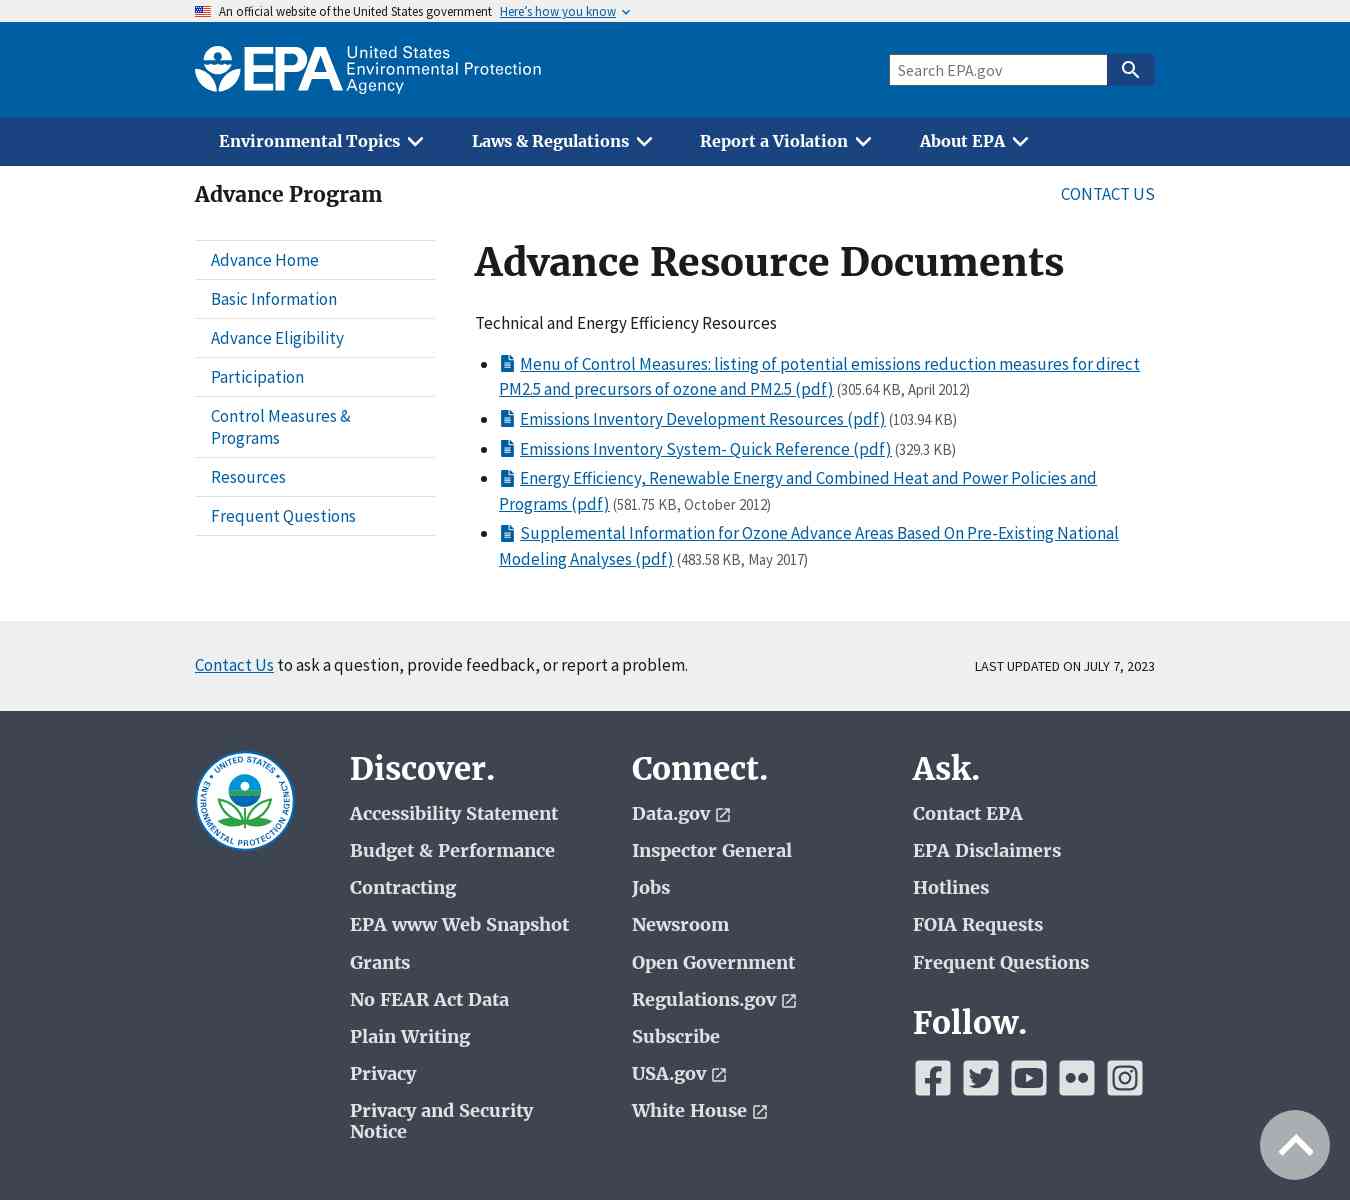 An official website of the United States government Here's how you know
EPA United States
Environmental Protection
Agency
Search EPA.gov
Environmental Topics Laws & Regulations Report a Violation About EPA
Advance Program
CONTACT US
Advance Home
Basic Information
Advance Eligibility
Participation
Control Measures &
Programs
Resources
Frequent Questions
Advance Resource Documents
Technical and Energy Efficiency Resources
Menu of Control Measures: listing of potential emissions reduction measures for direct
PM2.5 and precursors of ozone and PM2.5 (pdf) (305.64 KB, April 2012)
Emissions Inventory Development Resources (pdf) (103.94 KB)
Emissions Inventory System- Quick Reference (pdf) (329.3 KB)
Energy Efficiency, Renewable Energy and Combined Heat and Power Policies and
Programs (pdf) (581.75 KB, October 2012)
Supplemental Information for Ozone Advance Areas Based On Pre-Existing National
Modeling Analyses (pdf) (483.58 KB, May 2017)
Contact Us to ask a question, provide feedback, or report a problem.
LAST UPDATED ON JULY 7, 2023
UNITED STATES
ENVIRONMENTAL PROTECTION AGENCY
Discover.
Accessibility Statement
Budget & Performance
Contracting
EPA www Web Snapshot
Grants
No FEAR Act Data
Plain Writing
Privacy
Privacy and Security
Notice
Connect.
Data.gov
Inspector General
Jobs
Newsroom
Open Government
Regulations.gov
Subscribe
USA.gov
White House
Ask.
Contact EPA
EPA Disclaimers
Hotlines
FOIA Requests
Frequent Questions
Follow.